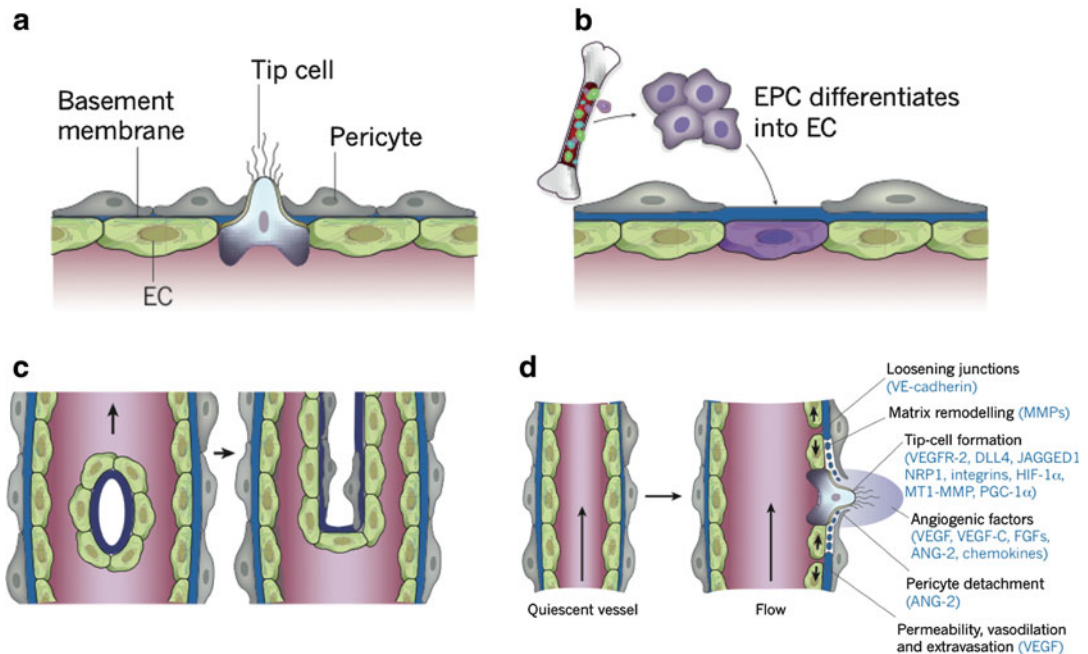 a
Tip cell
Basement
membrane
Pericyte
EC
b
EPC differentiates
into EC
c
d
Quiescent vessel
Flow
Loosening junctions
(VE-cadherin)
Matrix remodelling (MMPs)
Tip-cell formation
(VEGFR-2, DLL4, JAGGED1
NRP1, integrins, HIF-1α,
MT1-MMP, PGC-1α)
Angiogenic factors
(VEGF, VEGF-C, FGFs,
ANG-2, chemokines)
Pericyte detachment
(ANG-2)
Permeability, vasodilation
and extravasation (VEGF)